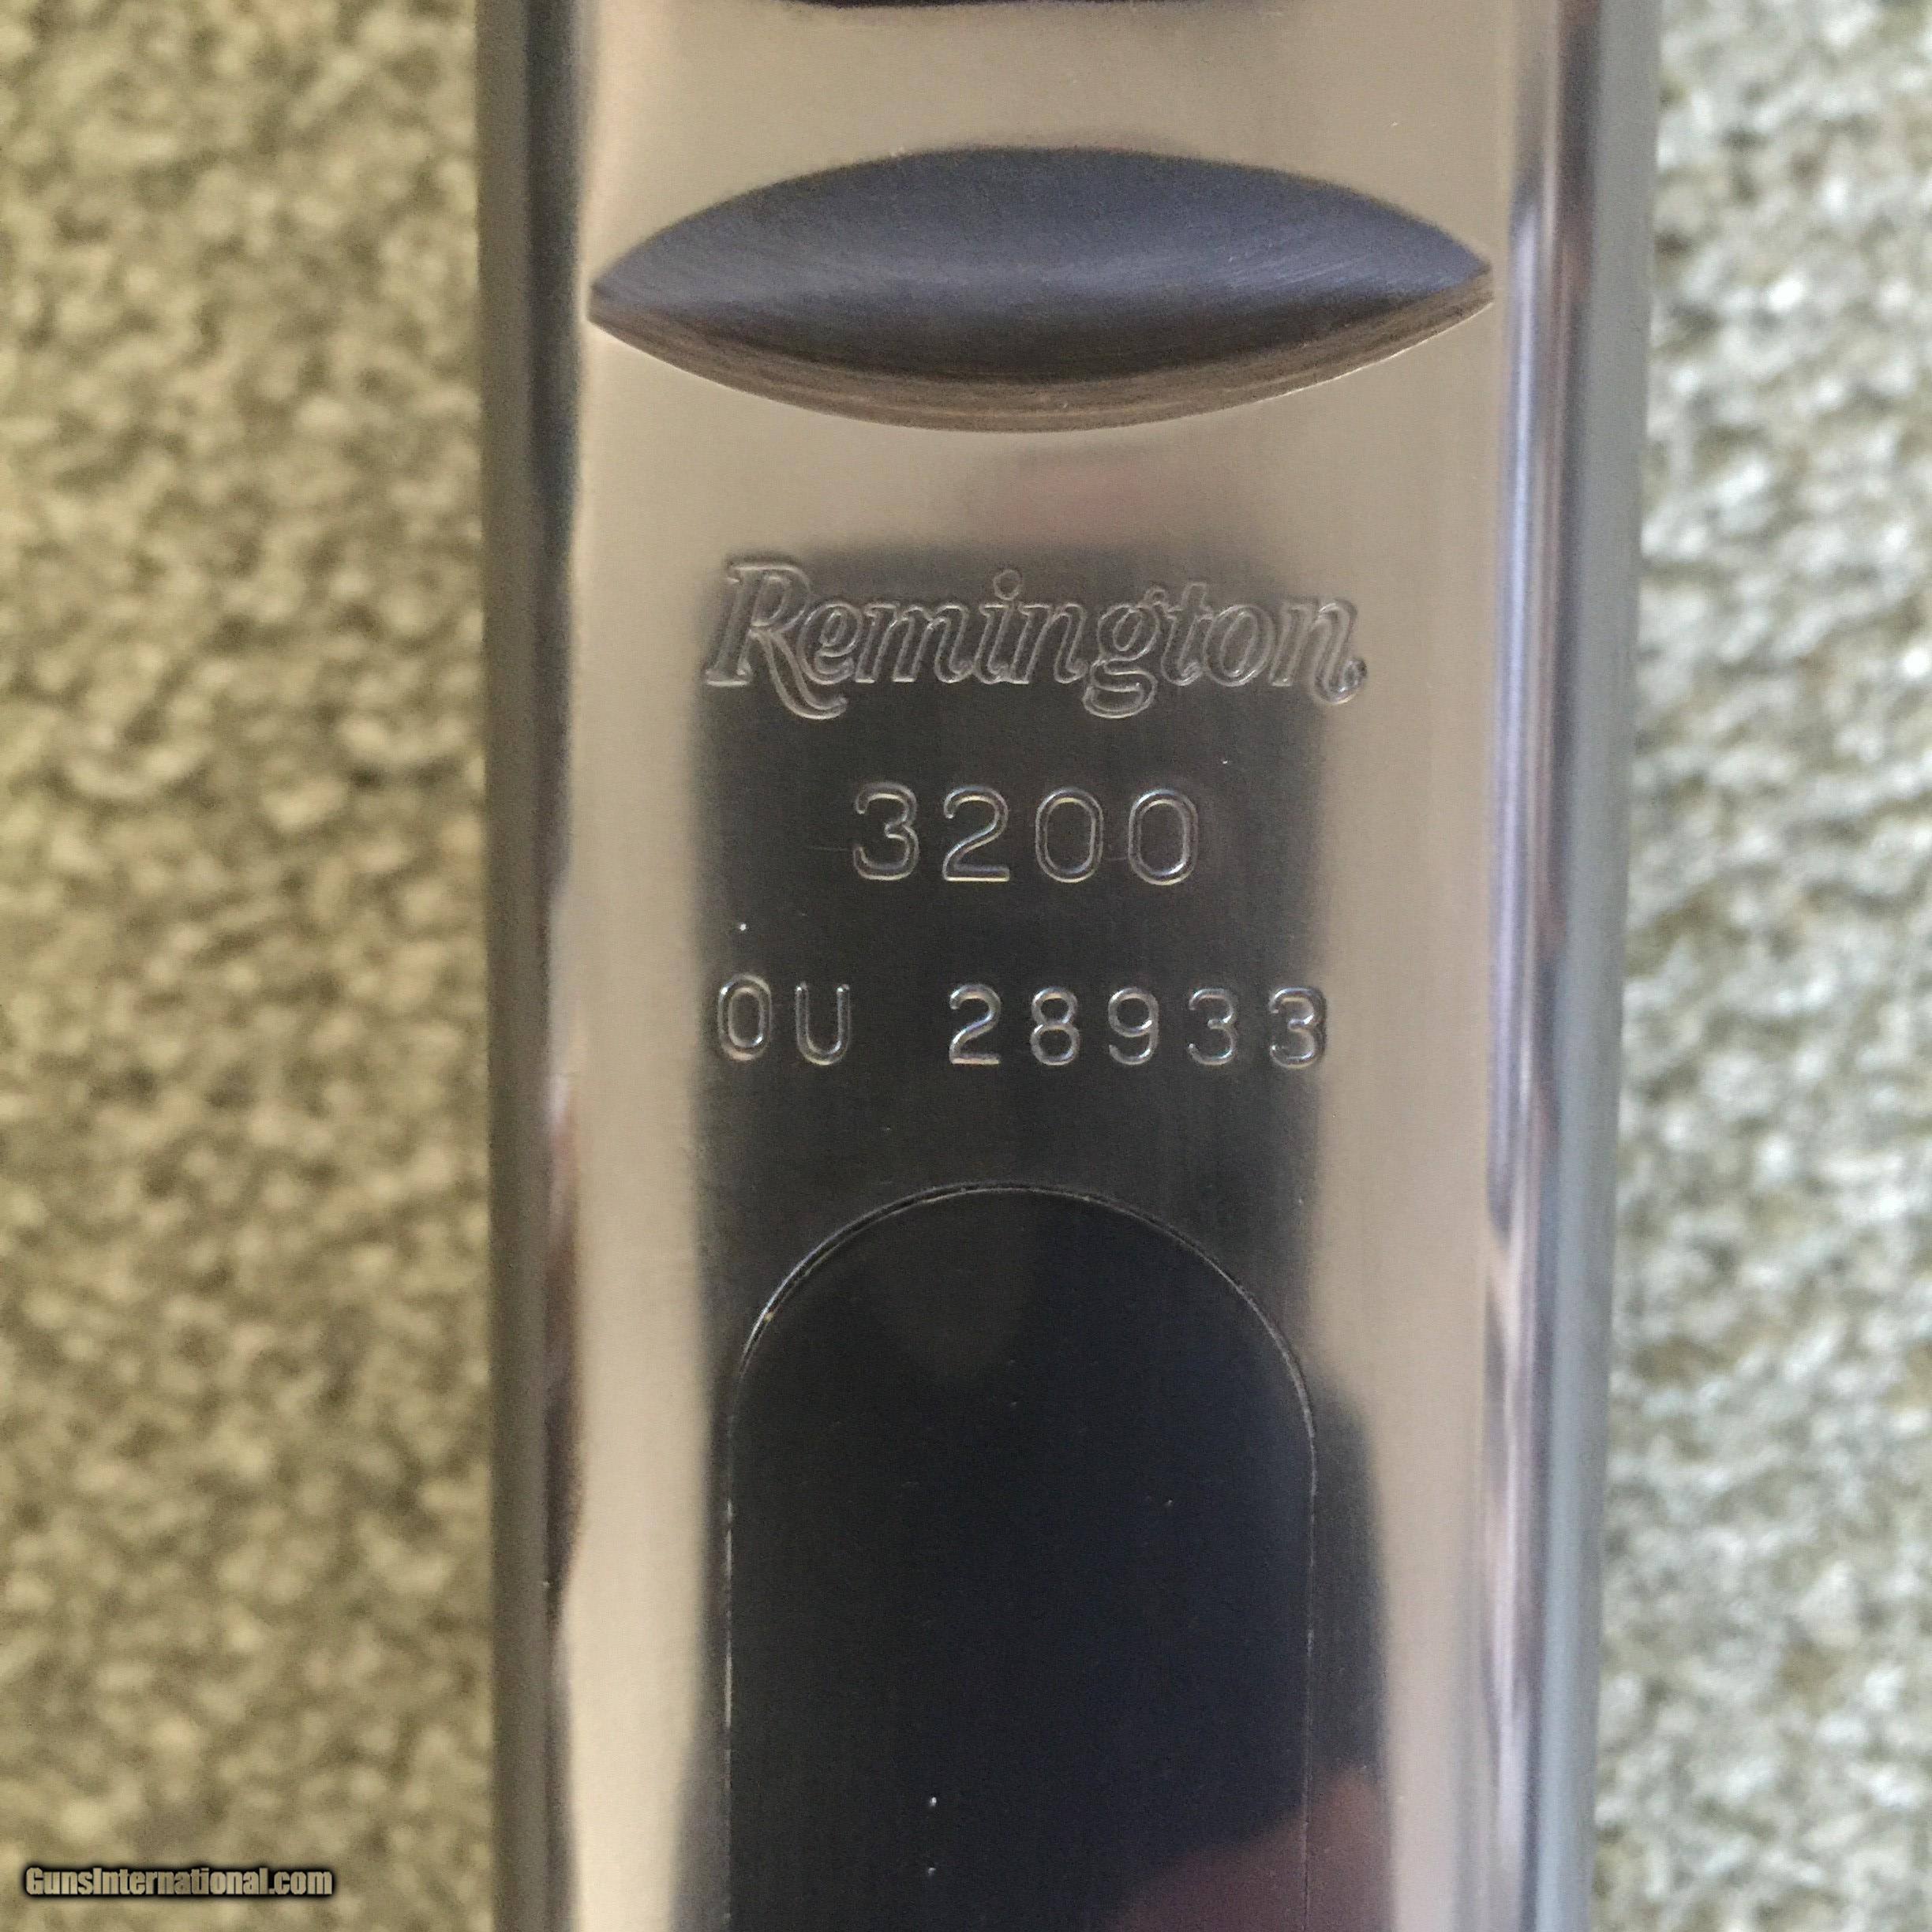 Remington.
3200
OU 28933
GunsInternational.com